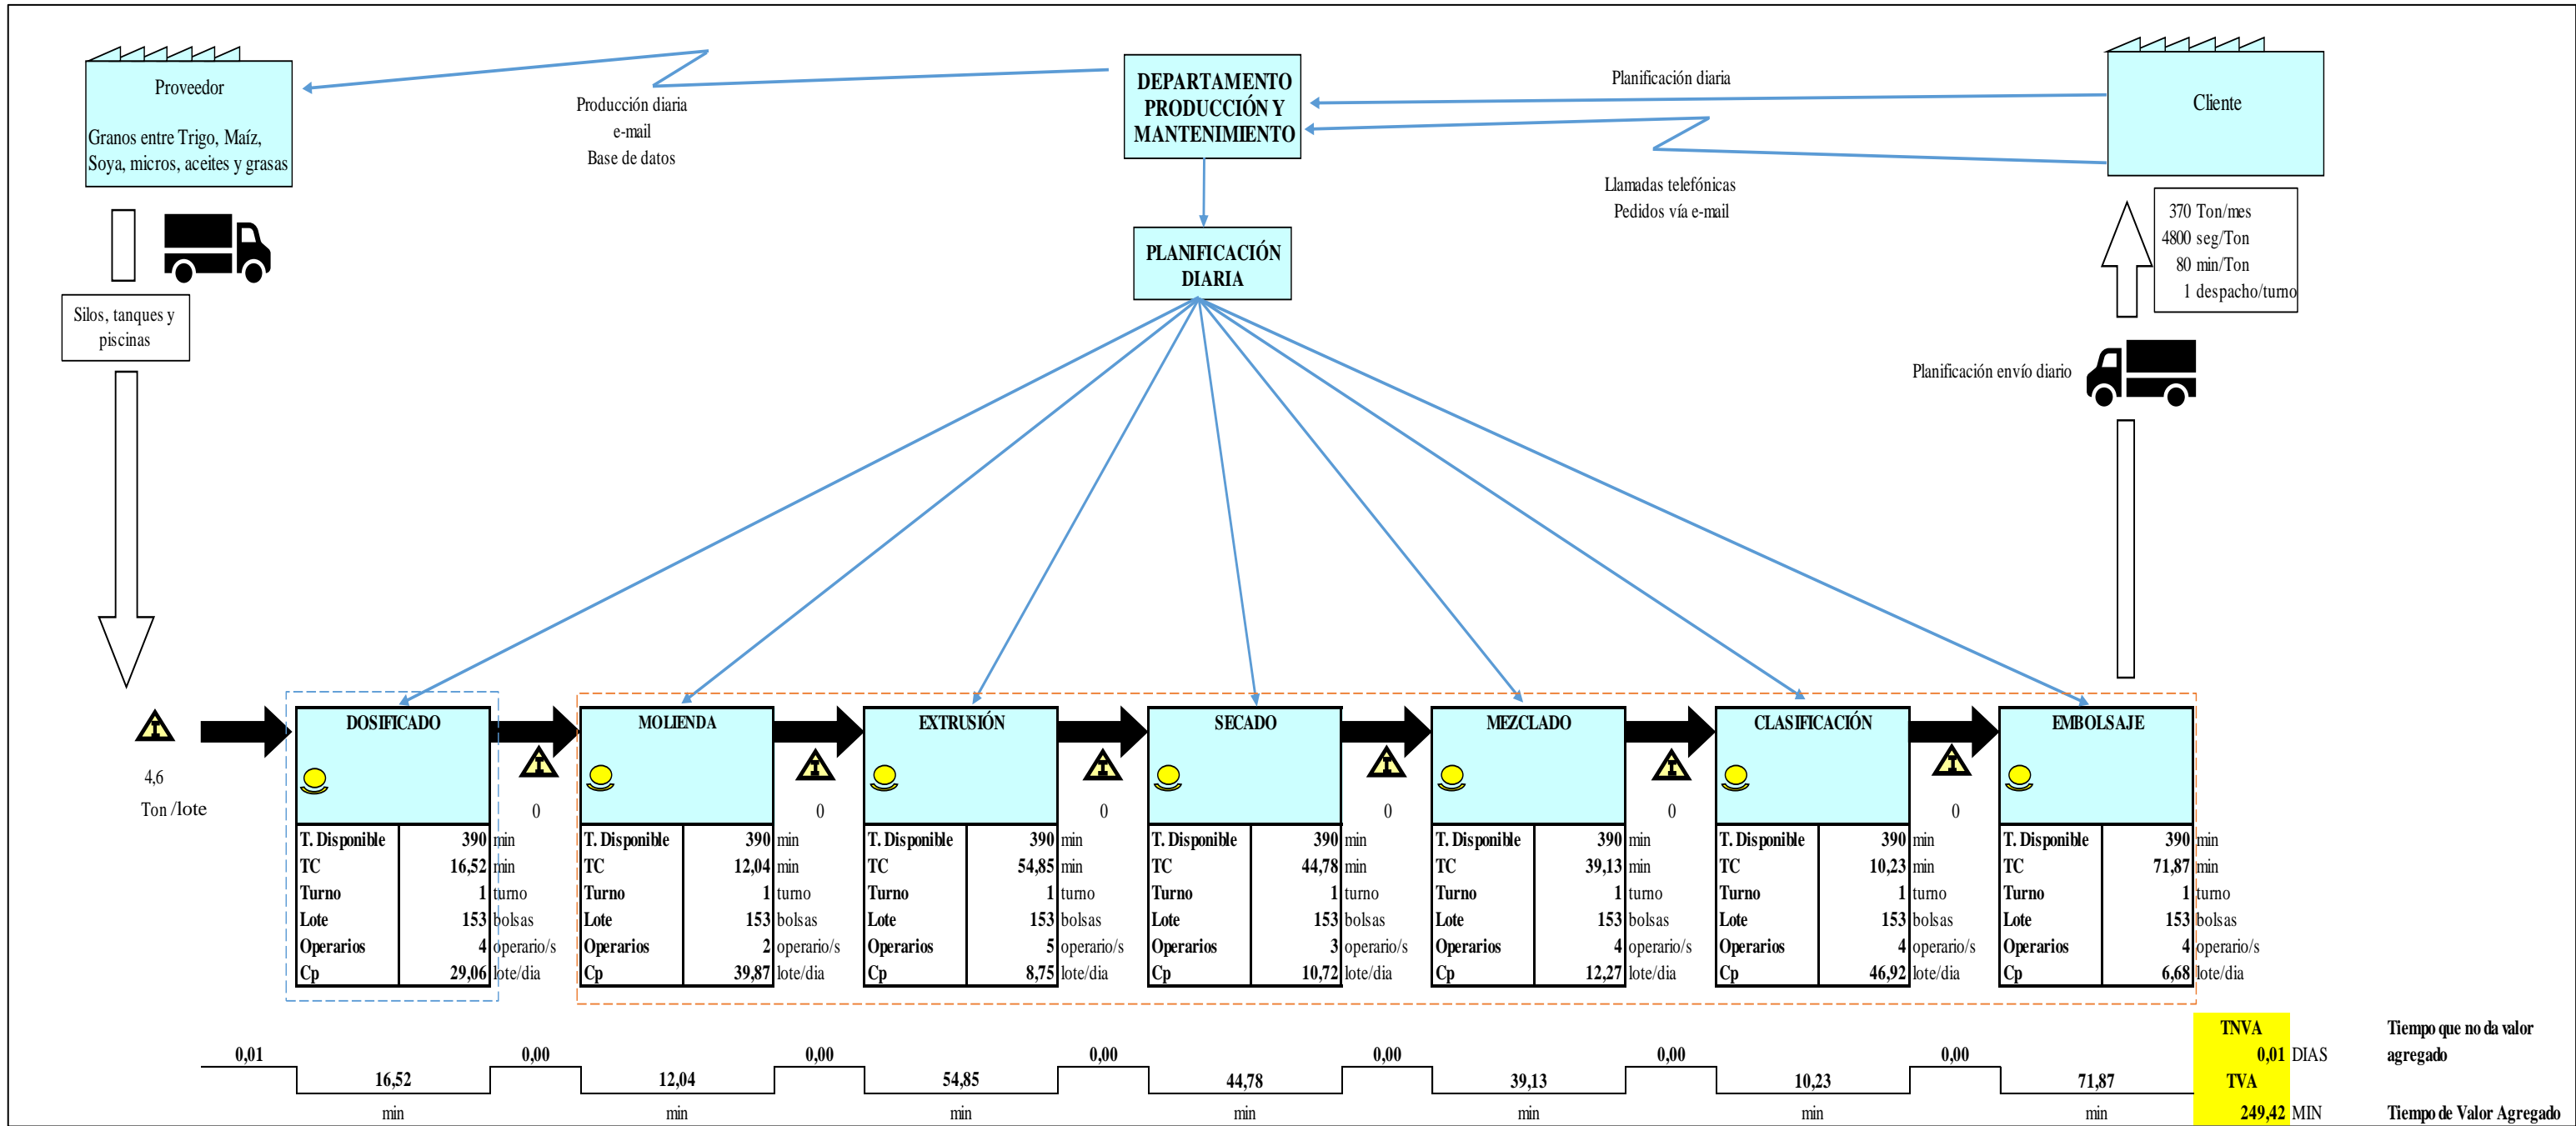 Proveedor
Granos entre Trigo, Maíz,
Soya, micros, aceites y grasas
Producción diaria
e-mail
Base de datos
DEPARTAMENTO
PRODUCCIÓN Y
MANTENIMIENTO
Planificación diaria
Llamadas telefónicas
Pedidos vía e-mail
Cliente
370 Ton/mes
4800 seg/Ton
80 min/Ton
1 despacho/turno
PLANIFICACIÓN
DIARIA
Silos, tanques y
piscinas
Planificación envío diario
I
4,6
Ton /lote
DOSIFICADO
T. Disponible 390 min
TC 16,52 min
Turno 1 turno
Lote 153 bolsas
Operarios 4 operario/s
Cp 29,06 lote/dia
I
0
MOLIENDA
T. Disponible 390 min
TC 12,04 min
Turno 1 turno
Lote 153 bolsas
Operarios 2 operario/s
Cp 39,87 lote/dia
I
0
EXTRUSIÓN
T. Disponible 390 min
TC 54,85 min
Turno 1 turno
Lote 153 bolsas
Operarios 5 operario/s
Cp 8,75 lote/dia
I
0
SECADO
T. Disponible 390 min
TC 44,78 min
Turno 1 turno
Lote 153 bolsas
Operarios 3 operario/s
Cp 10,72 lote/dia
I
0
MEZCLADO
T. Disponible 390 min
TC 39,13 min
Turno 1 turno
Lote 153 bolsas
Operarios 4 operario/s
Cp 12,27 lote/dia
I
0
CLASIFICACIÓN
T. Disponible 390 min
TC 10,23 min
Turno 1 turno
Lote 153 bolsas
Operarios 4 operario/s
Cp 46,92 lote/dia
I
0
EMBOLSAJE
T. Disponible 390 min
TC 71,87 min
Turno 1 turno
Lote 153 bolsas
Operarios 4 operario/s
Cp 6,68 lote/dia
0,01 0,00 0,00 0,00 0,00 0,00 0,00
16,52 12,04 54,85 44,78 39,13 10,23 71,87
min min min min min min min
TNVA
0,01 DIAS
Tiempo que no da valor
agregado
TVA
249,42 MIN
Tiempo de Valor Agregado